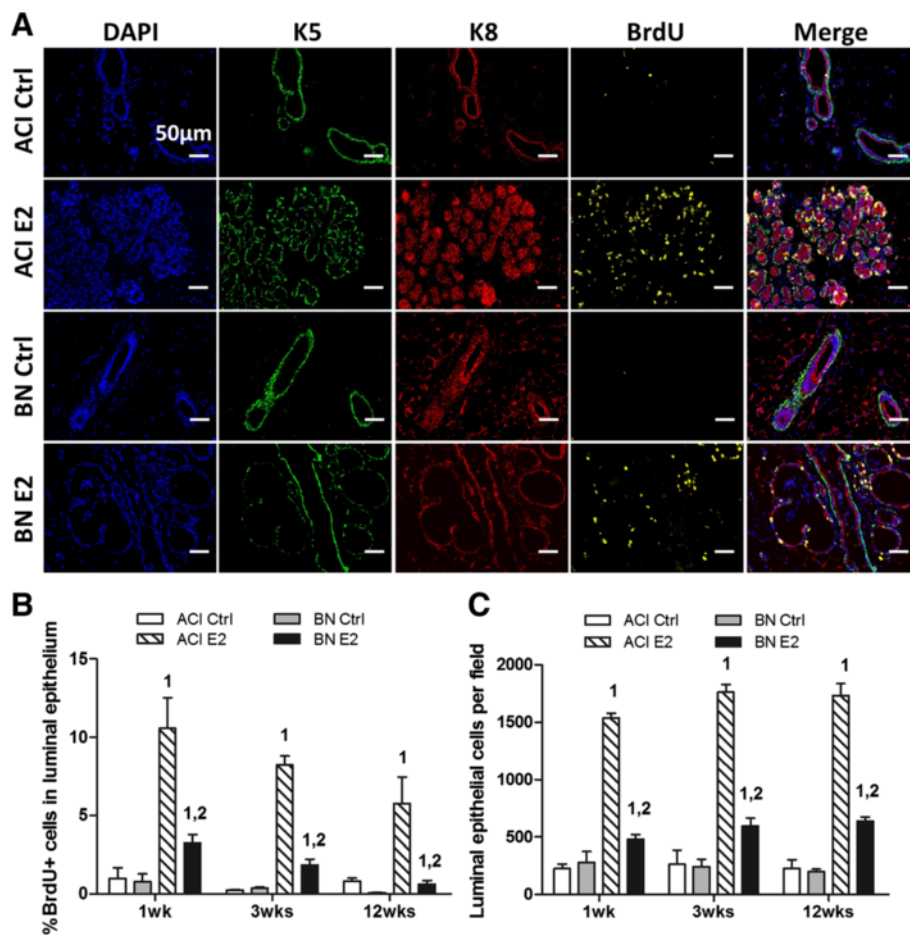 A
DAPI K5 K8 BrdU Merge
ACI Ctrl
50μm
ACI E2
BN Ctrl
BN E2
B
ACI Ctrl BN Ctrl
ACI E2 BN E2
%BrdU+ cells in luminal epithelium
15
10
5
0
1 1,2
1 1,2
1 1,2
1wk 3wks 12wks
C
ACI Ctrl BN Ctrl
ACI E2 BN E2
Luminal epithelial cells per field
2000
1500
1000
500
0
1 1,2
1 1,2
1 1,2
1wk 3wks 12wks